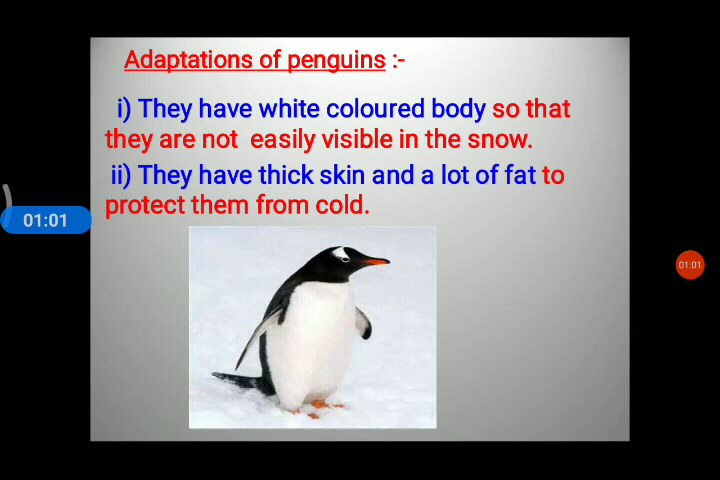 Adaptations of penguins :-
i) They have white coloured body so that
they are not easily visible in the snow.
ii) They have thick skin and a lot of fat to
protect them from cold.
01:01
01:01